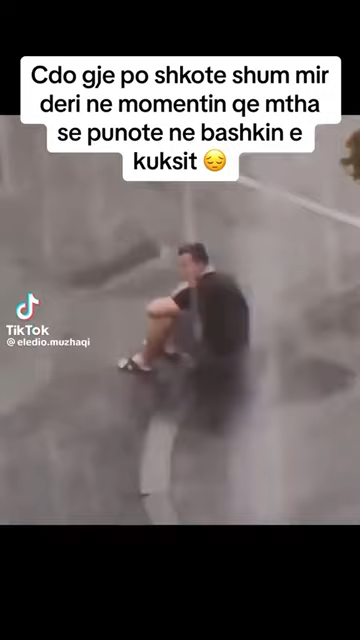 Cdo gje po shkote shum mir
deri ne momentin qe mtha
se punote ne bashkin e
kuksit 😔
TikTok
@eledio.muzhaqi